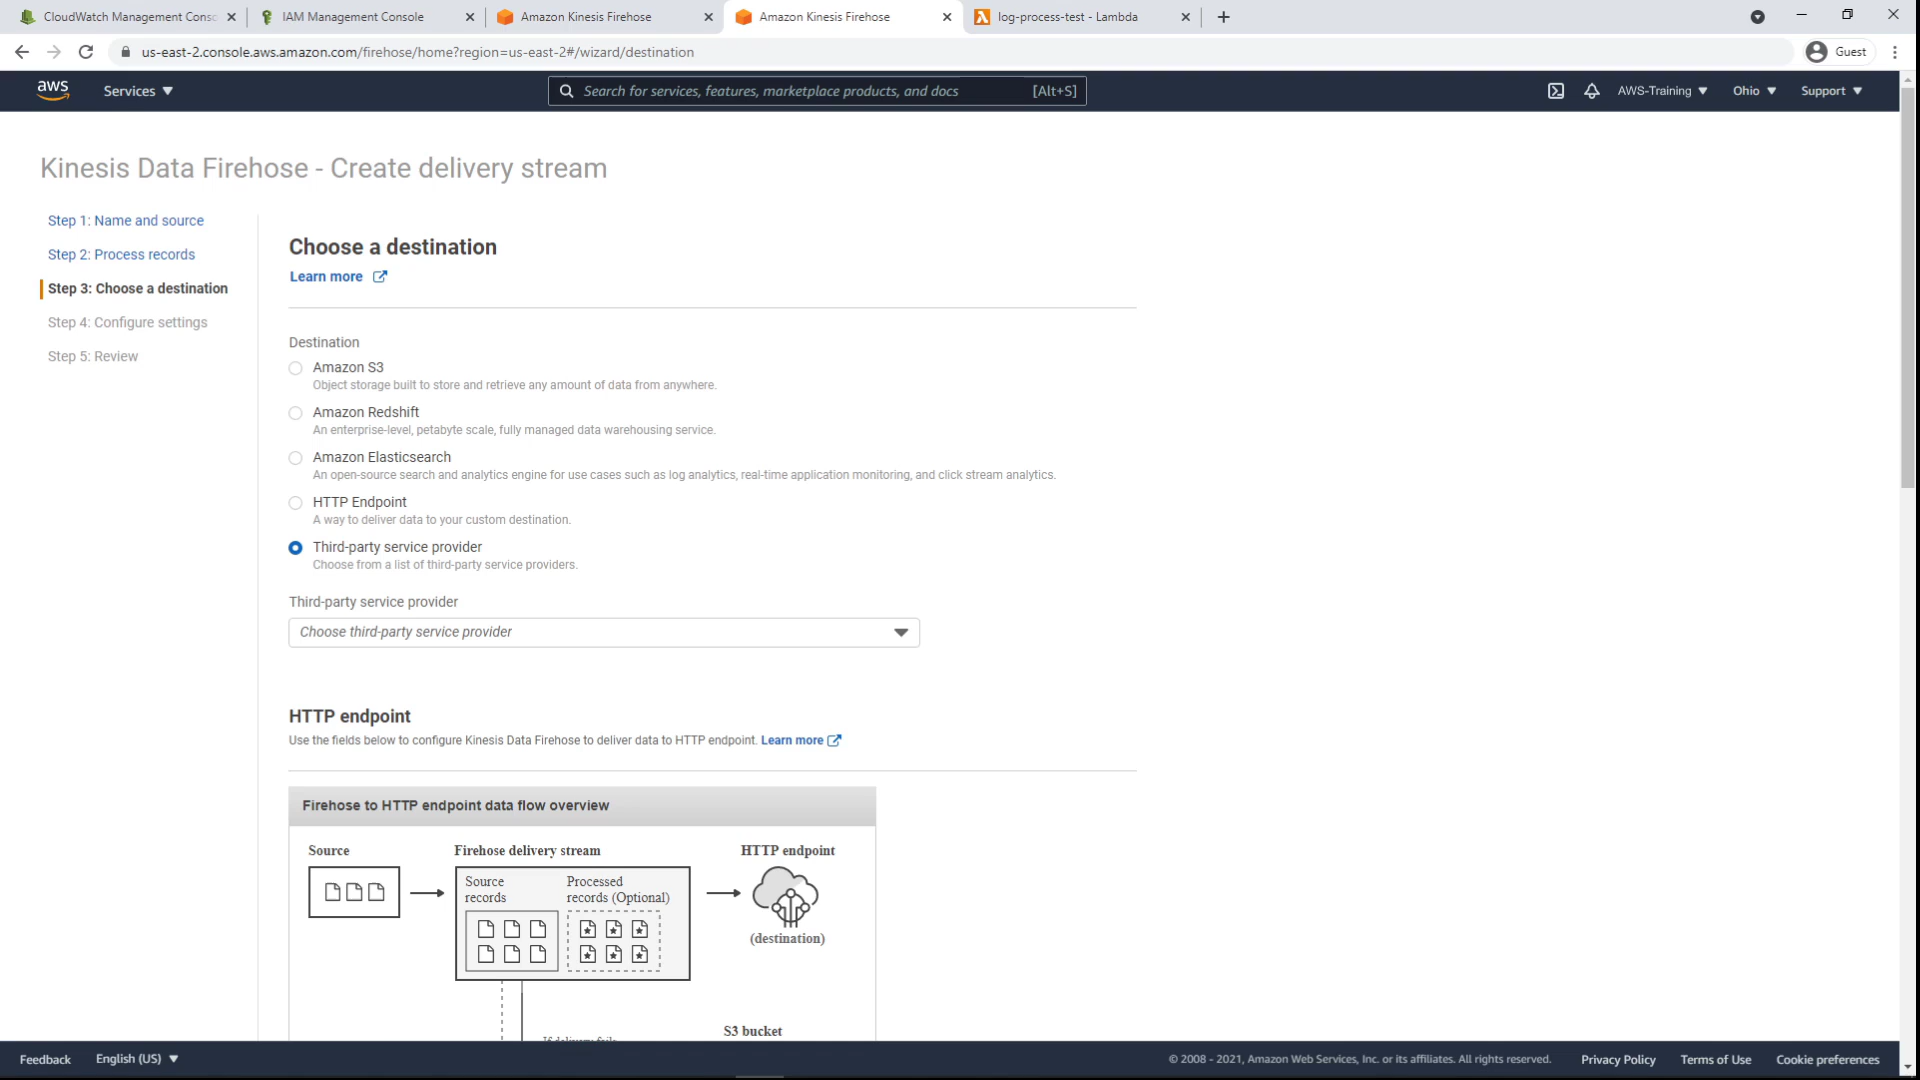 CloudWatch Management Conso
IAM Management Console
Amazon Kinesis Firehose
Amazon Kinesis Firehose
log-process-test - Lambda
us-east-2.console.aws.amazon.com/firehose/home?region=us-east-2#/wizard/destination
Guest
aws
Services
Search for services, features, marketplace products, and docs
[Alt+S]
AWS-Training
Ohio
Support
Kinesis Data Firehose - Create delivery stream
Step 1: Name and source
Step 2: Process records
Step 3: Choose a destination
Step 4: Configure settings
Step 5: Review
Choose a destination
Learn more
Destination
Amazon S3
Object storage built to store and retrieve any amount of data from anywhere.
Amazon Redshift
An enterprise-level, petabyte scale, fully managed data warehousing service.
Amazon Elasticsearch
An open-source search and analytics engine for use cases such as log analytics, real-time application monitoring, and click stream analytics.
HTTP Endpoint
A way to deliver data to your custom destination.
Third-party service provider
Choose from a list of third-party service providers.
Third-party service provider
Choose third-party service provider
HTTP endpoint
Use the fields below to configure Kinesis Data Firehose to deliver data to HTTP endpoint. Learn more
Firehose to HTTP endpoint data flow overview
Source
Firehose delivery stream
HTTP endpoint
Source
records
Processed
records (Optional)
(destination)
S3 bucket
If delivery fails
Feedback
English (US)
© 2008 - 2021, Amazon Web Services, Inc. or its affiliates. All rights reserved.
Privacy Policy
Terms of Use
Cookie preferences